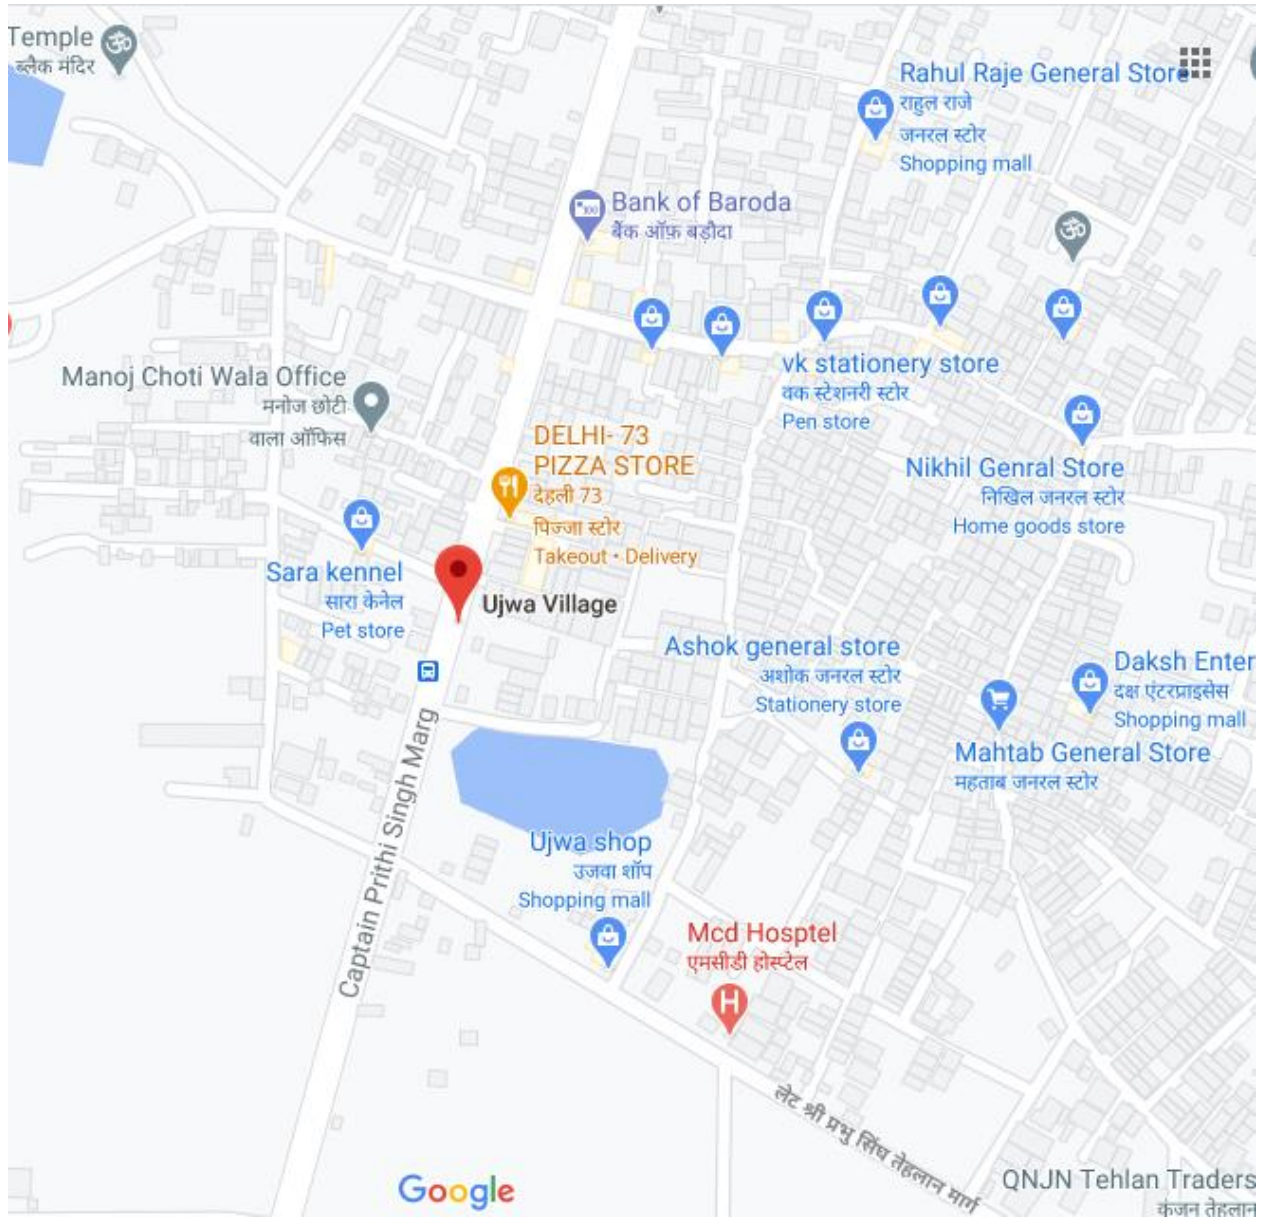 Temple
ब्लैक मंदिर
Rahul Raje General Store
राहुल राजे
जनरल स्टोर
Shopping mall
Bank of Baroda
बैंक ऑफ़ बड़ौदा
vk stationery store
वक स्टेशनरी स्टोर
Pen store
Manoj Choti Wala Office
मनोज छोटी
वाला ऑफिस
DELHI- 73
PIZZA STORE
देहली 73
पिज्जा स्टोर
Takeout • Delivery
Nikhil Genral Store
निखिल जनरल स्टोर
Home goods store
Sara kennel
सारा केनेल
Pet store
Ujwa Village
Ashok general store
अशोक जनरल स्टोर
Stationery store
Daksh Enter
दक्ष एंटरप्राइसेस
Shopping mall
Mahtab General Store
महताब जनरल स्टोर
Captain Prithi Singh Marg
Ujwa shop
उजवा शॉप
Shopping mall
Mcd Hosptel
एमसीडी होस्टेल
H
लेट श्री प्रभु सिंघ तेहलान मार्ग
QNJN Tehlan Traders
कंजन तेहलान
Google